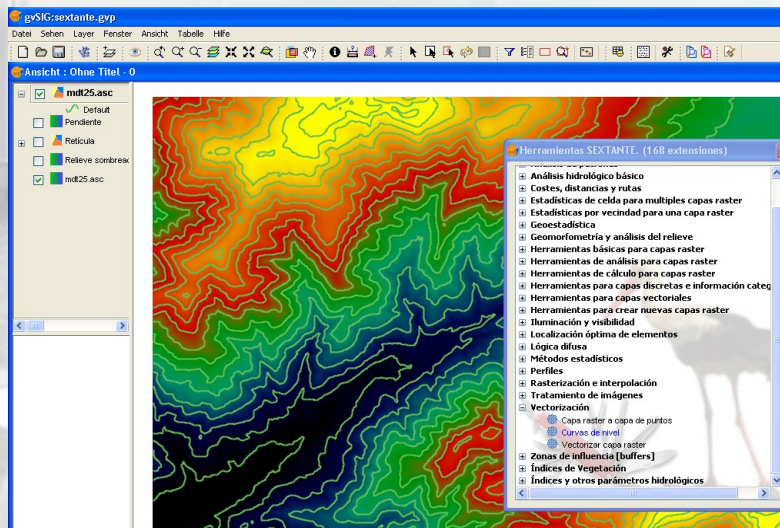 gvSIG:sextante.gvp
Datei Sehen Layer Fenster Ansicht Tabelle Hilfe
Ansicht : Ohne Titel - 0
mdt25.asc
Default
Pendiente
Retícula
Relieve sombread
mdt25.asc
Herramientas SEXTANTE. (168 extensiones)
Análisis hidrológico básico
Costes, distancias y rutas
Estadísticas de celda para multiples capas raster
Estadísticas por vecindad para una capa raster
Geoestadística
Geomorfometría y análisis del relieve
Herramientas básicas para capas raster
Herramientas de análisis para capas raster
Herramientas de cálculo para capas raster
Herramientas para capas discretas e información categ
Herramientas para capas vectoriales
Herramientas para crear nuevas capas raster
Iluminación y visibilidad
Localización óptima de elementos
Lógica difusa
Métodos estadísticos
Perfiles
Rasterización e interpolación
Tratamiento de imágenes
Vectorización
Capa raster a capa de puntos
Curvas de nivel
Vectorizar capa raster
Zonas de influencia [buffers]
Índices de Vegetación
Índices y otros parámetros hidrológicos